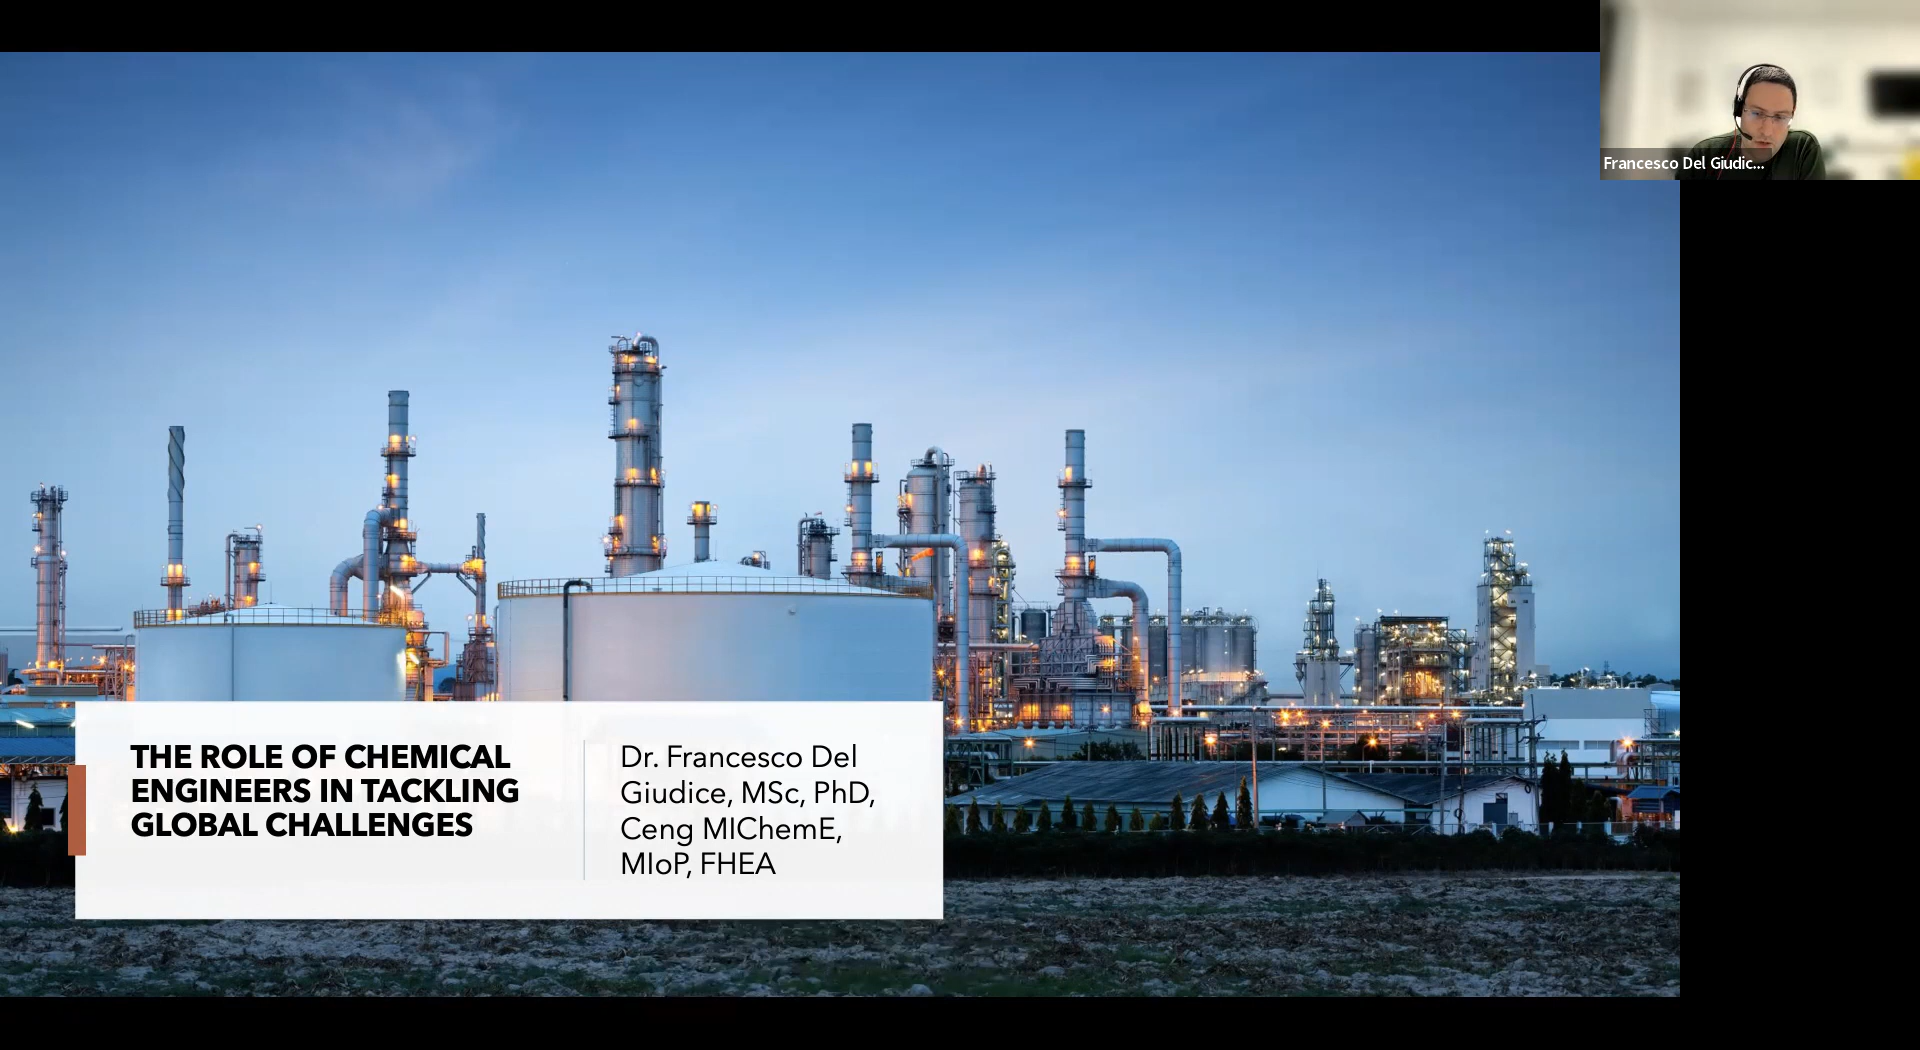 Francesco Del Giudic...
THE ROLE OF CHEMICAL
ENGINEERS IN TACKLING
GLOBAL CHALLENGES
Dr. Francesco Del
Giudice, MSc, PhD,
Ceng MIChemE,
MIoP, FHEA